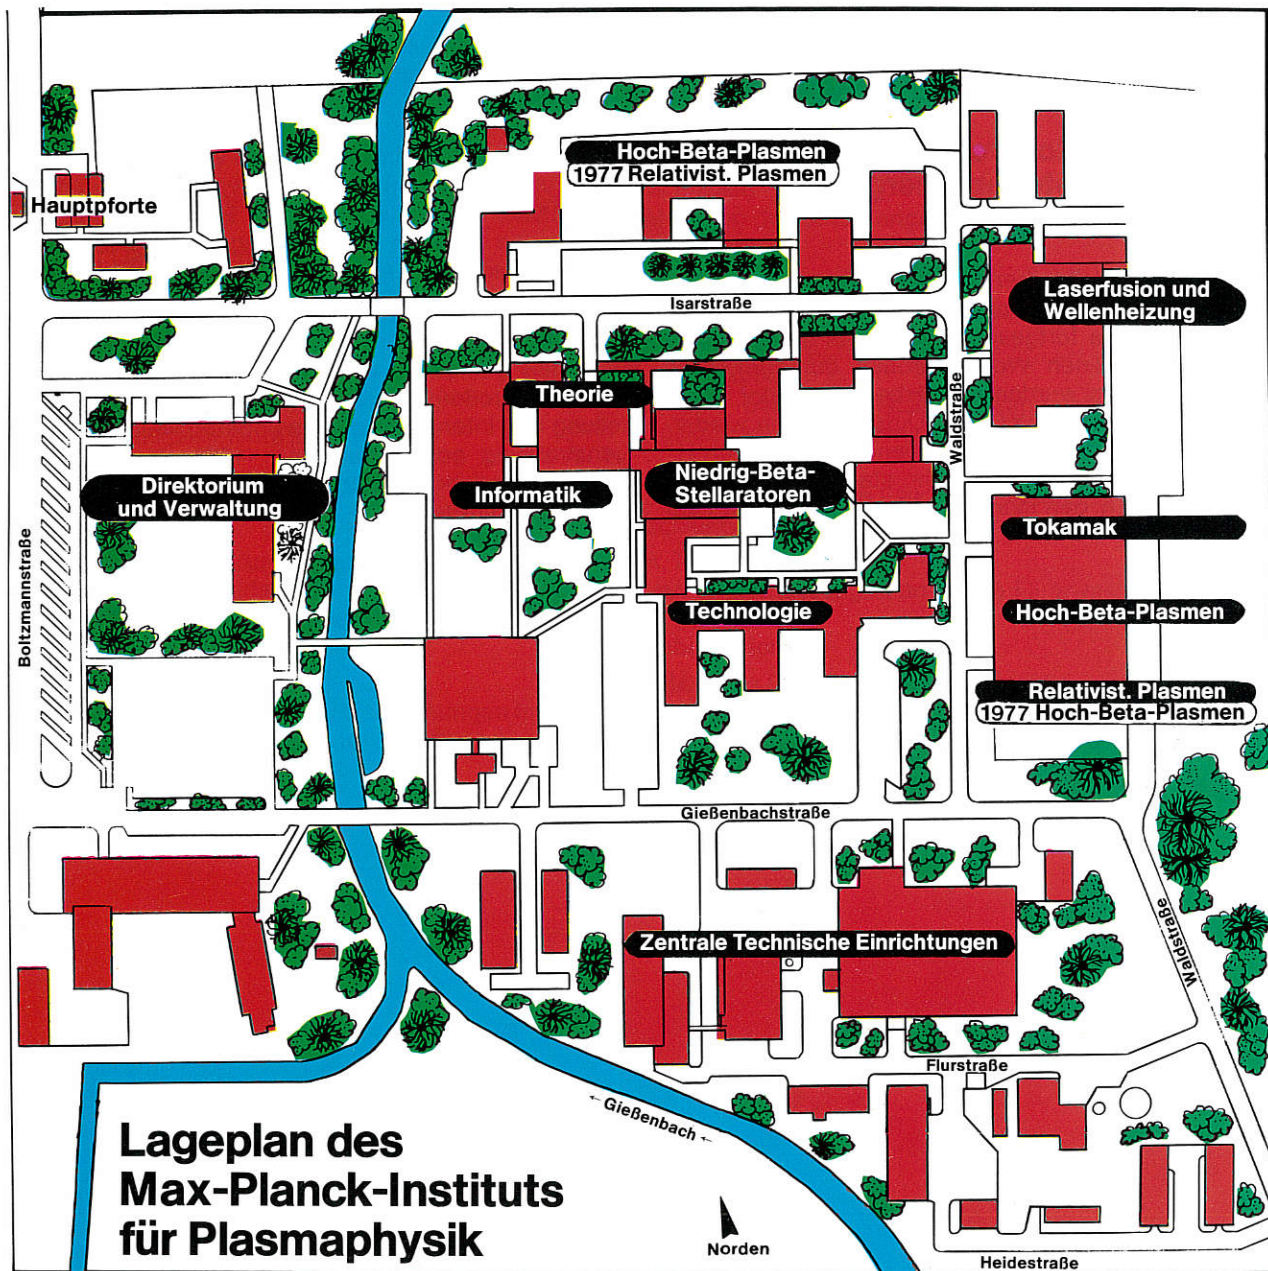 Hoch-Beta-Plasmen
1977 Relativist. Plasmen
Hauptpforte
Isarstraße
Laserfusion und
Wellenheizung
Theorie
Waldstraße
Direktorium
und Verwaltung
Informatik
Niedrig-Beta-
Stellaratoren
Tokamak
Boltzmannstraße
Technologie
Hoch-Beta-Plasmen
Relativist. Plasmen
1977 Hoch-Beta-Plasmen
Gießenbachstraße
Zentrale Technische Einrichtungen
Waldstraße
Flurstraße
← Gießenbach ←
Lageplan des
Max-Planck-Instituts
für Plasmaphysik
Norden
Heidestraße